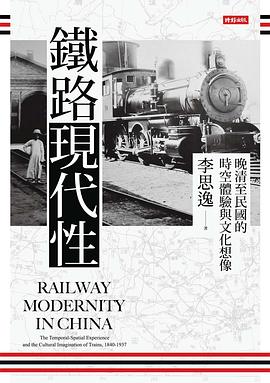 時報出版
鐵路現代性
晚清至民國的
時空體驗與文化想像
李思逸
著
RAILWAY
MODERNITY
IN CHINA
The Temporal-Spatial Experience
and the Cultural Imagination of Trains, 1840-1937